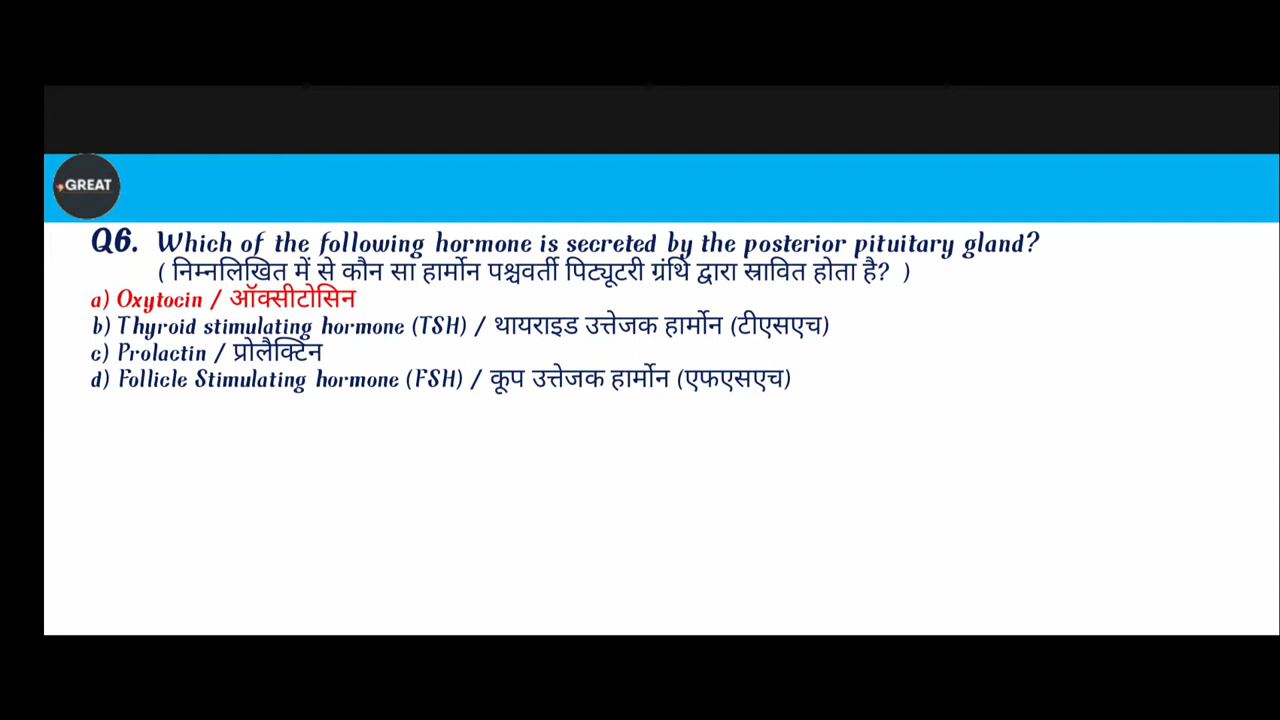 GREAT
Q6. Which of the following hormone is secreted by the posterior pituitary gland?
( निम्नलिखित में से कौन सा हार्मोन पश्चवर्ती पिट्यूटरी ग्रंथि द्वारा स्रावित होता है? )
a) Oxytocin / ऑक्सीटोसिन
b) Thyroid stimulating hormone (TSH) / थायराइड उत्तेजक हार्मोन (टीएसएच)
c) Prolactin / प्रोलैक्टिन
d) Follicle Stimulating hormone (FSH) / कूप उत्तेजक हार्मोन (एफएसएच)